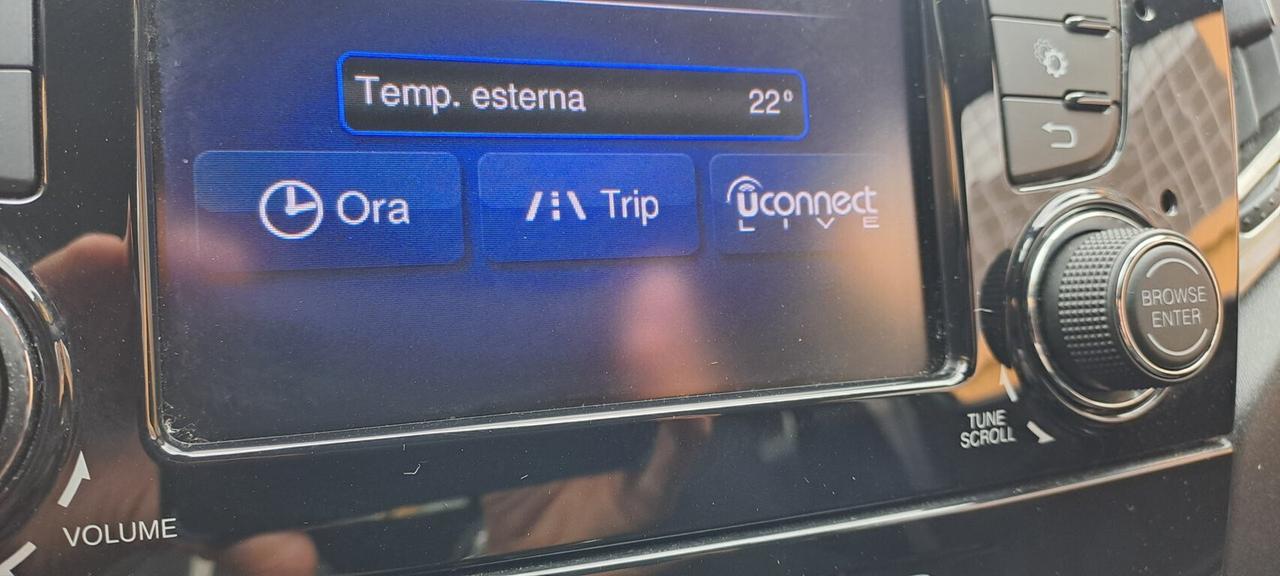 Temp. esterna 22°
Ora
Trip
uconnect
LIVE
BROWSE
ENTER
TUNE
SCROLL
VOLUME